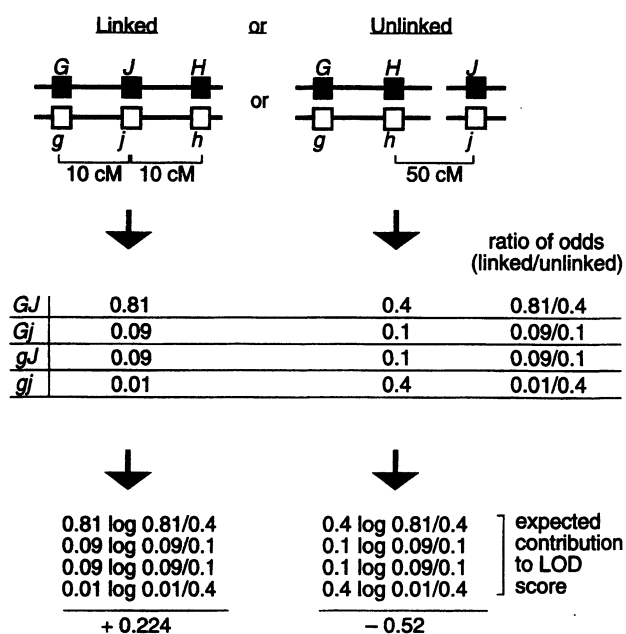 Linked or Unlinked
G J H G H J
or
g j h g h j
10 cM 10 cM 50 cM
ratio of odds
(linked/unlinked)
GJ 0.81 0.4 0.81/0.4
Gj 0.09 0.1 0.09/0.1
gJ 0.09 0.1 0.09/0.1
gj 0.01 0.4 0.01/0.4
0.81 log 0.81/0.4 0.4 log 0.81/0.4 expected
0.09 log 0.09/0.1 0.1 log 0.09/0.1 contribution
0.09 log 0.09/0.1 0.1 log 0.09/0.1 to LOD
0.01 log 0.01/0.4 0.4 log 0.01/0.4 score
+ 0.224 – 0.52